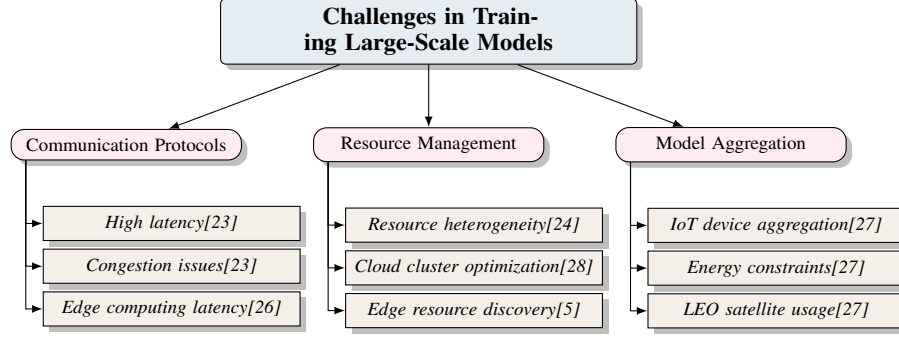 Challenges in Train-
ing Large-Scale Models
Communication Protocols
High latency[23]
Congestion issues[23]
Edge computing latency[26]
Resource Management
Resource heterogeneity[24]
Cloud cluster optimization[28]
Edge resource discovery[5]
Model Aggregation
IoT device aggregation[27]
Energy constraints[27]
LEO satellite usage[27]